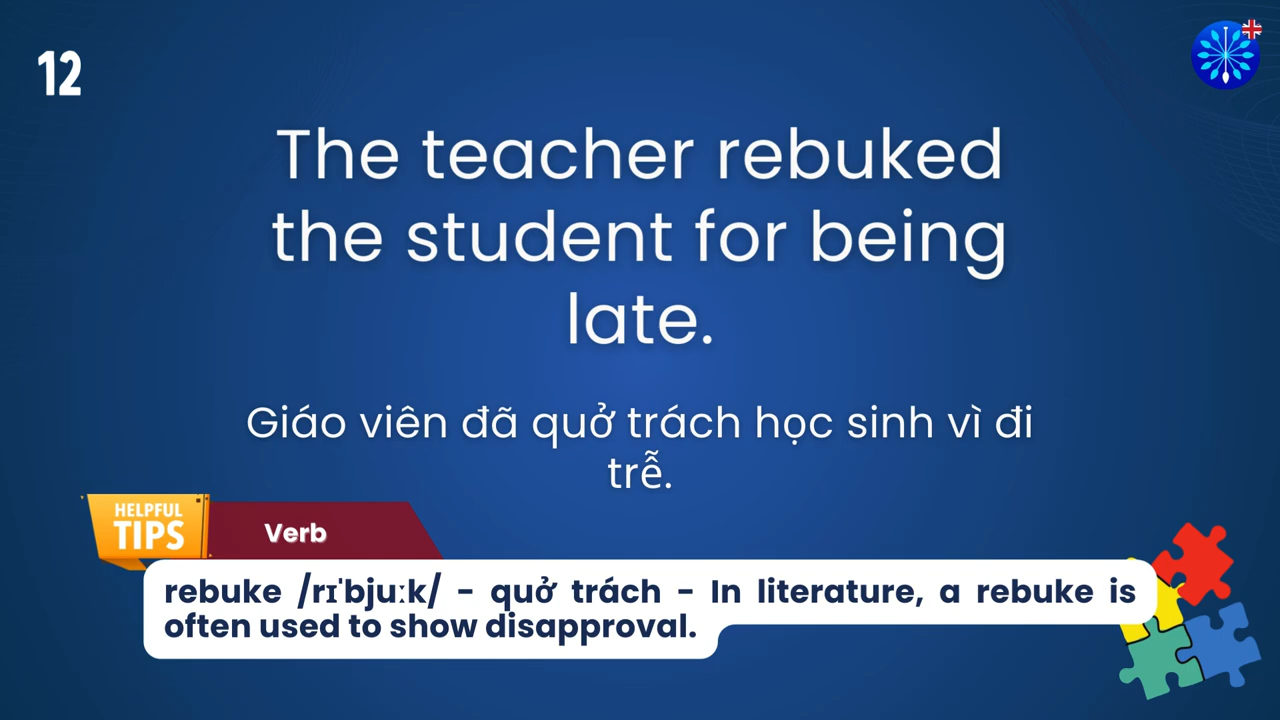 12
The teacher rebuked
the student for being
late.
Giáo viên đã quở trách học sinh vì đi
trễ.
HELPFUL
TIPS
Verb
rebuke /rɪˈbjuːk/ - quở trách - In literature, a rebuke is
often used to show disapproval.